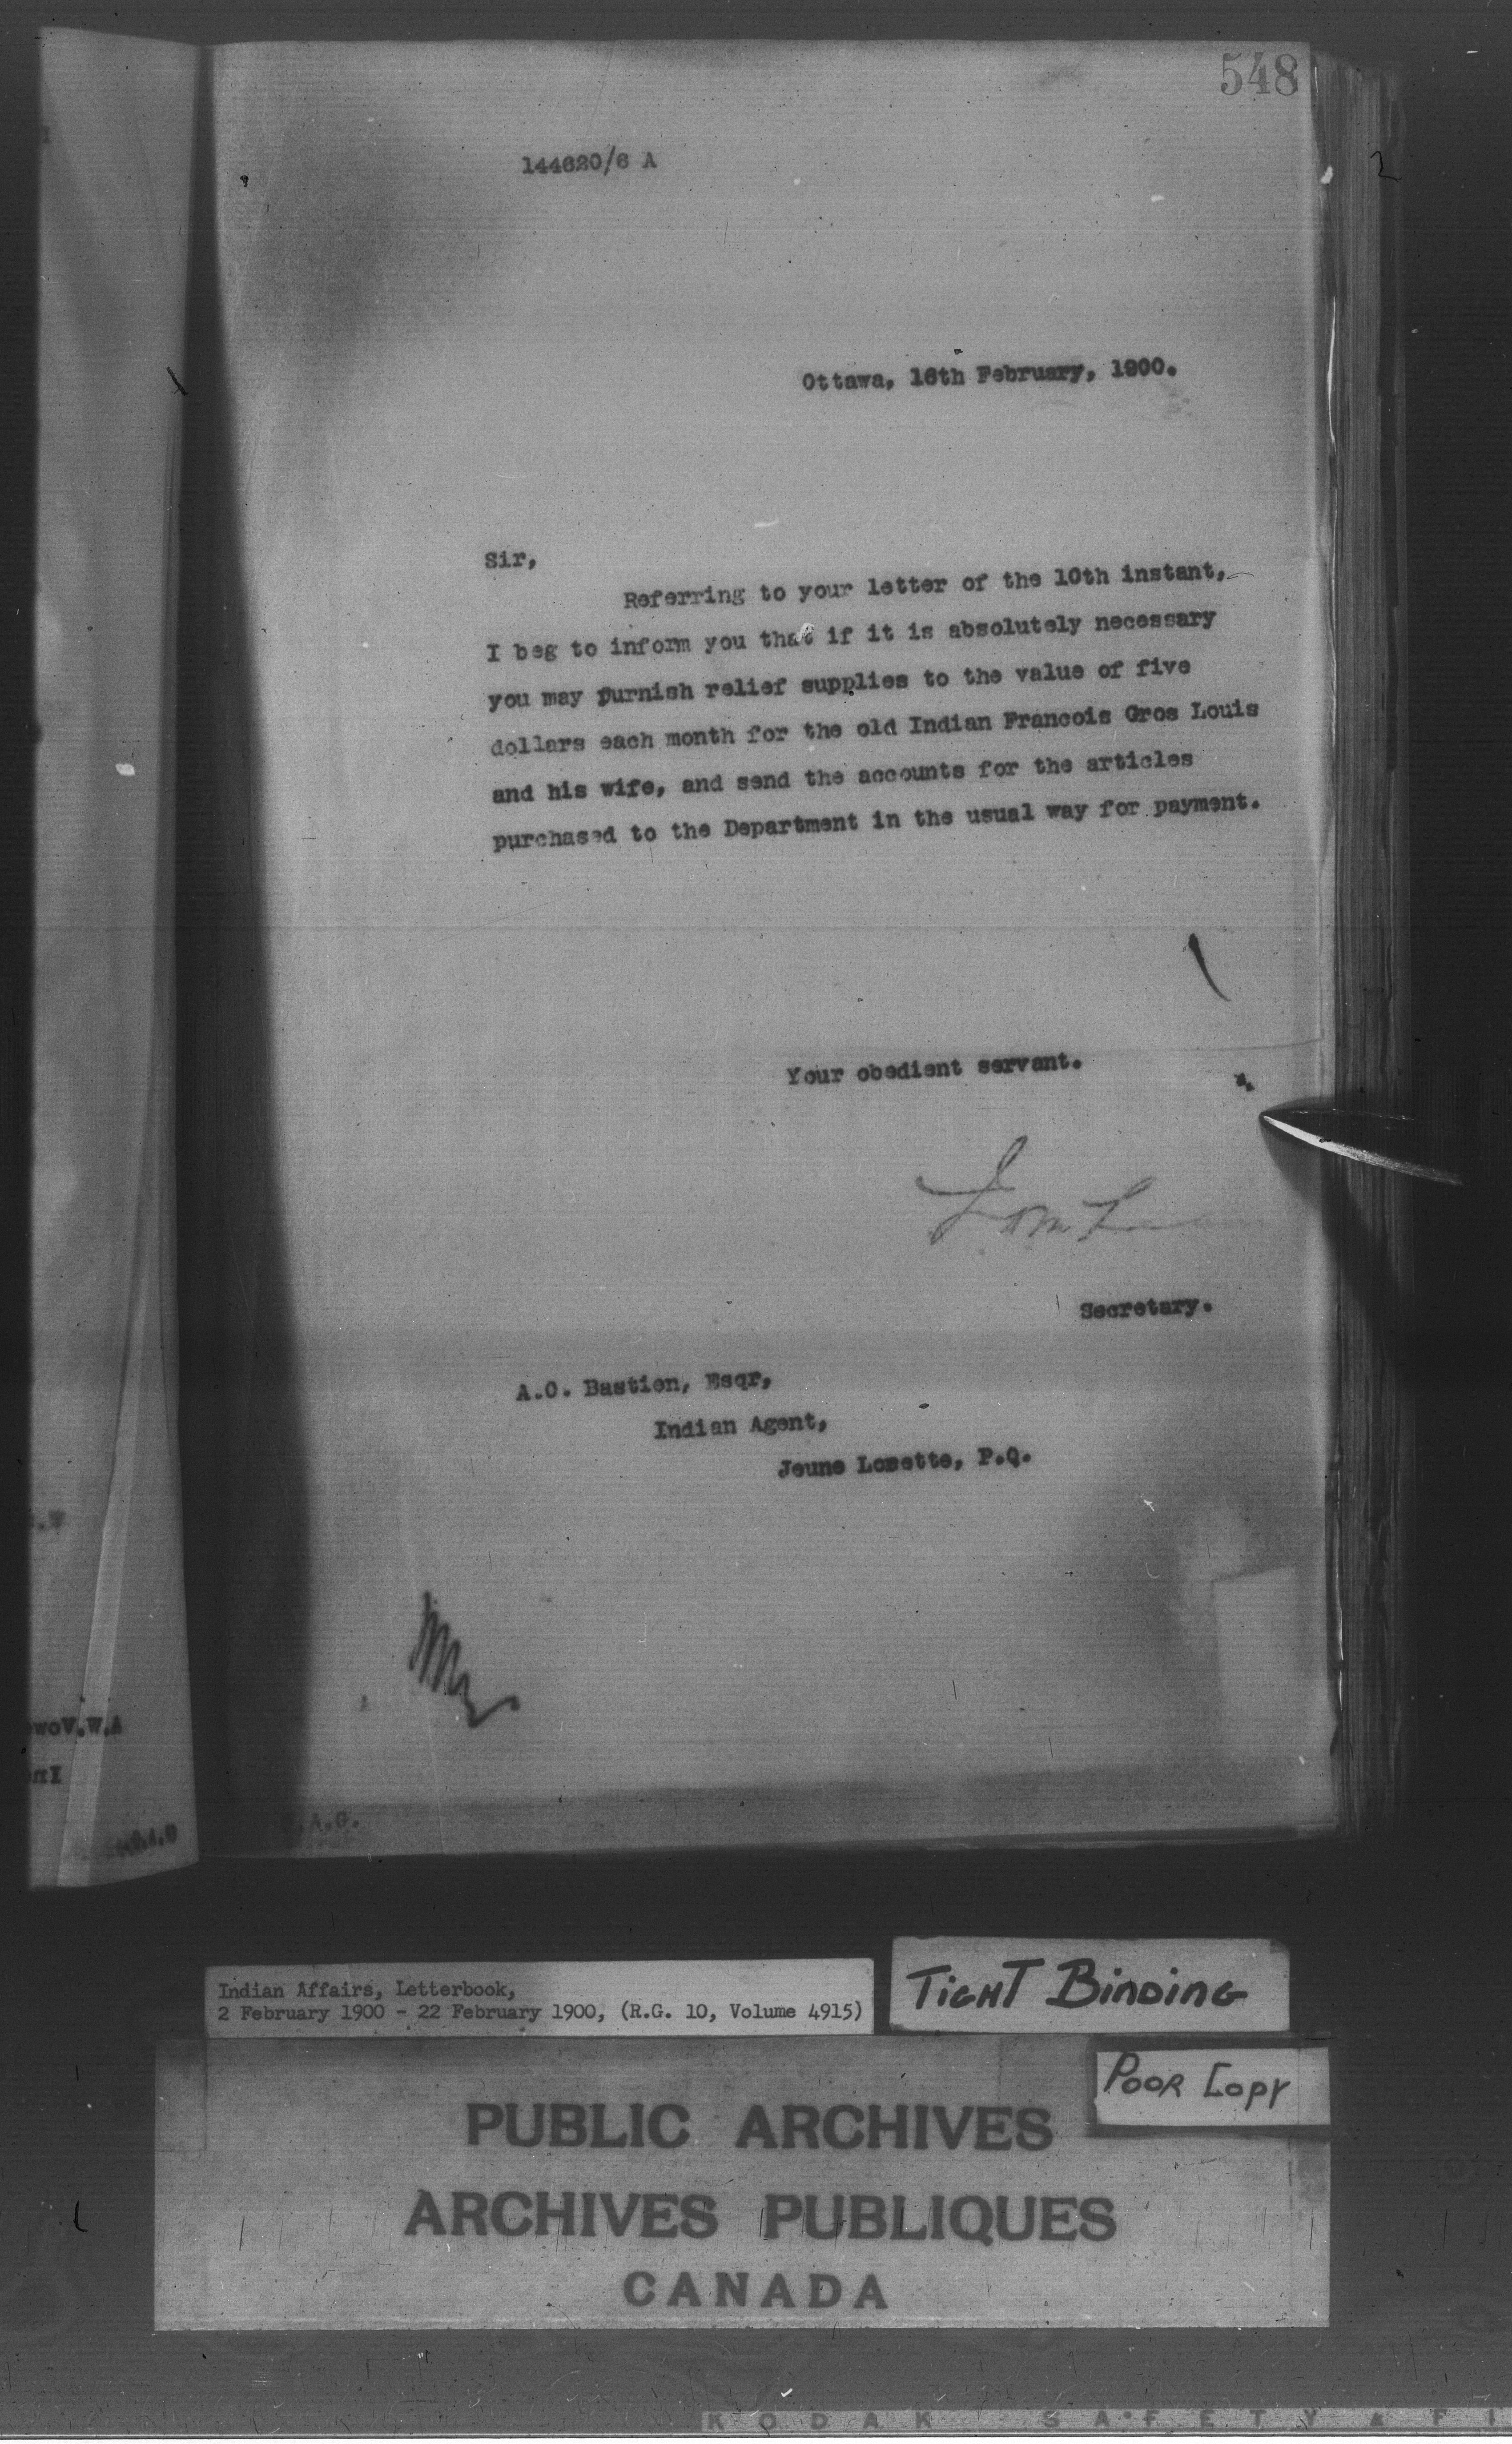 548
144620/6 A
Ottawa, 16th February, 1900.
Sir,
Referring to your letter of the 10th instant,
I beg to inform you that if it is absolutely necessary
you may furnish relief supplies to the value of five
dollars each month for the old Indian Francois Gros Louis
and his wife, and send the accounts for the articles
purchased to the Department in the usual way for payment.
Your obedient servant.
Secretary.
A.O. Bastien, Esqr,
Indian Agent,
Jeune Lorette, P.Q.
.A.G.
Indian Affairs, Letterbook,
2 February 1900 - 22 February 1900, (R.G. 10, Volume 4915)
TIGHT BINDING
POOR COPY
PUBLIC ARCHIVES
ARCHIVES PUBLIQUES
CANADA
KODAK SAFETY FI